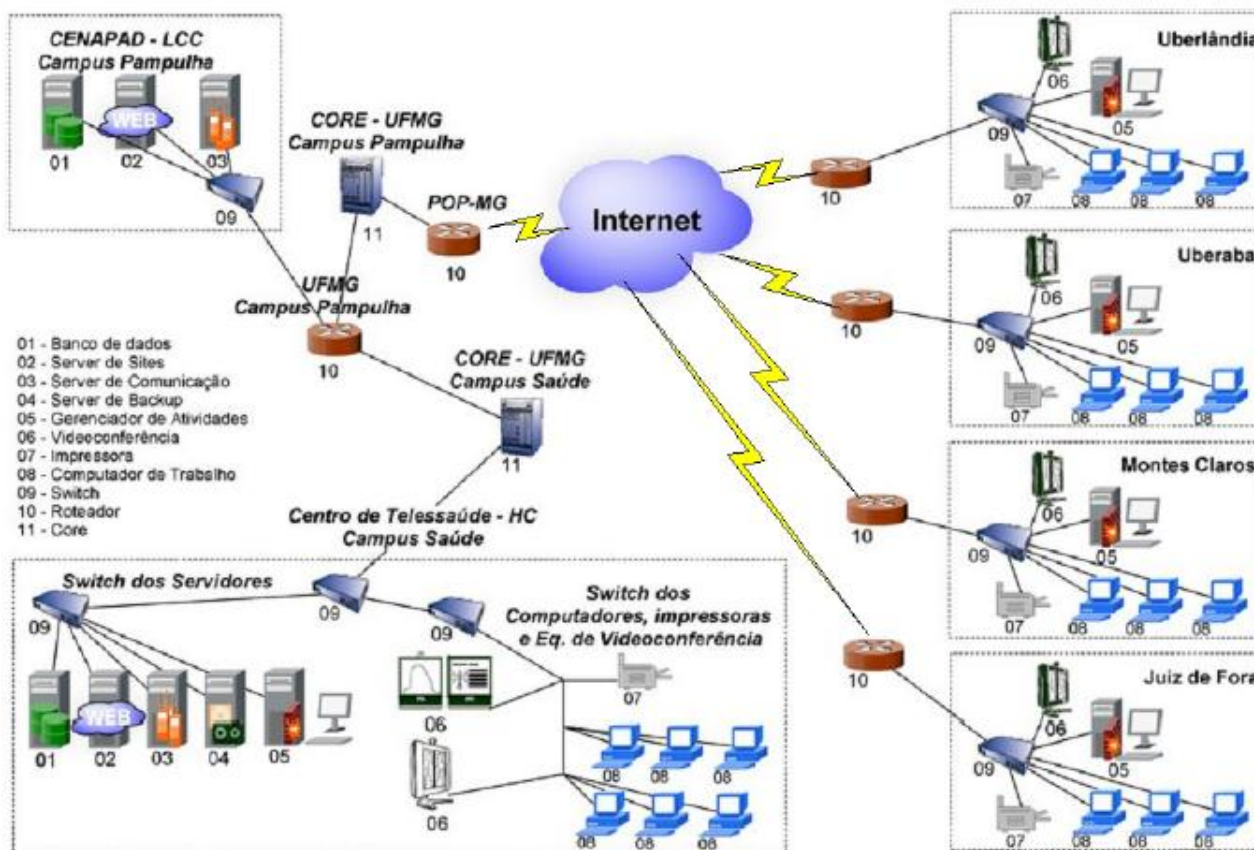 CENAPAD - LCC
Campus Pampulha
WEB
01
02
03
09
CORE - UFMG
Campus Pampulha
11
POP-MG
10
UFMG
Campus Pampulha
10
Internet
CORE - UFMG
Campus Saúde
11
01 - Banco de dados
02 - Server de Sites
03 - Server de Comunicação
04 - Server de Backup
05 - Gerenciador de Atividades
06 - Videoconferência
07 - Impressora
08 - Computador de Trabalho
09 - Switch
10 - Roteador
11 - Core
Centro de Telessaúde - HC
Campus Saúde
09
Switch dos Servidores
09
WEB
01
02
03
04
05
09
Switch dos
Computadores, impressoras
e Eq. de Videoconferência
06
07
06
08
08
08
08
08
08
10
Uberlândia
06
05
09
07
08
08
08
10
Uberaba
06
05
09
07
08
08
08
10
Montes Claros
06
05
09
07
08
08
08
10
Juiz de Fora
06
05
09
07
08
08
08